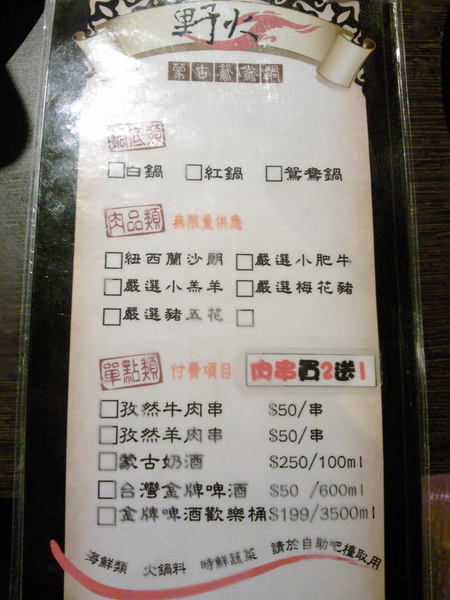 野火
蒙古鴛鴦鍋
鍋底類
白鍋 紅鍋 鴛鴦鍋
肉品類 無限量供應
紐西蘭沙朗 嚴選小肥牛
嚴選小羔羊 嚴選梅花豬
嚴選豬五花
單點類 付費項目 肉串買2送1
孜然牛肉串 $50/串
孜然羊肉串 $50/串
蒙古奶酒 $250/100ml
台灣金牌啤酒 $50 /600ml
金牌啤酒歡樂桶 $199/3500ml
海鮮類 火鍋料 時鮮蔬菜 請於自助吧檯取用